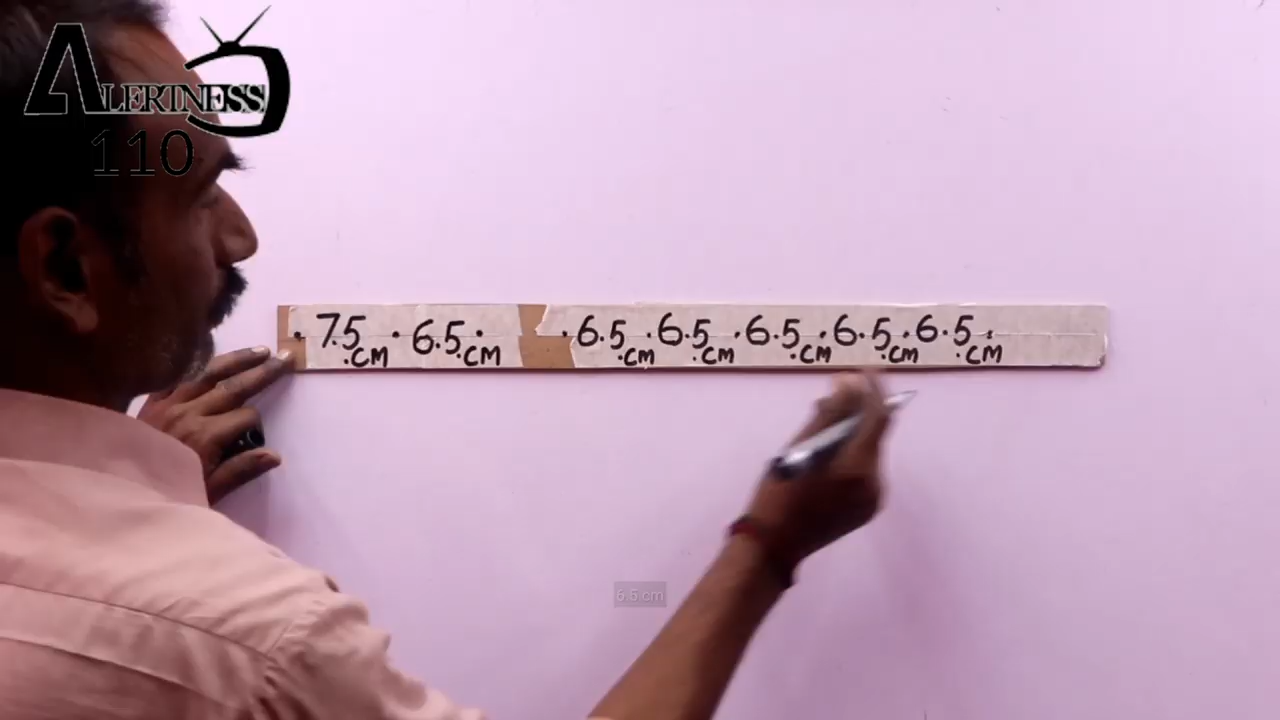 ALERTNESS
110
. 7.5 . 6.5 . . 6.5 . 6.5 . 6.5 . 6.5 . 6.5 .
.CM .CM .CM .CM .CM .CM .CM
6.5 cm